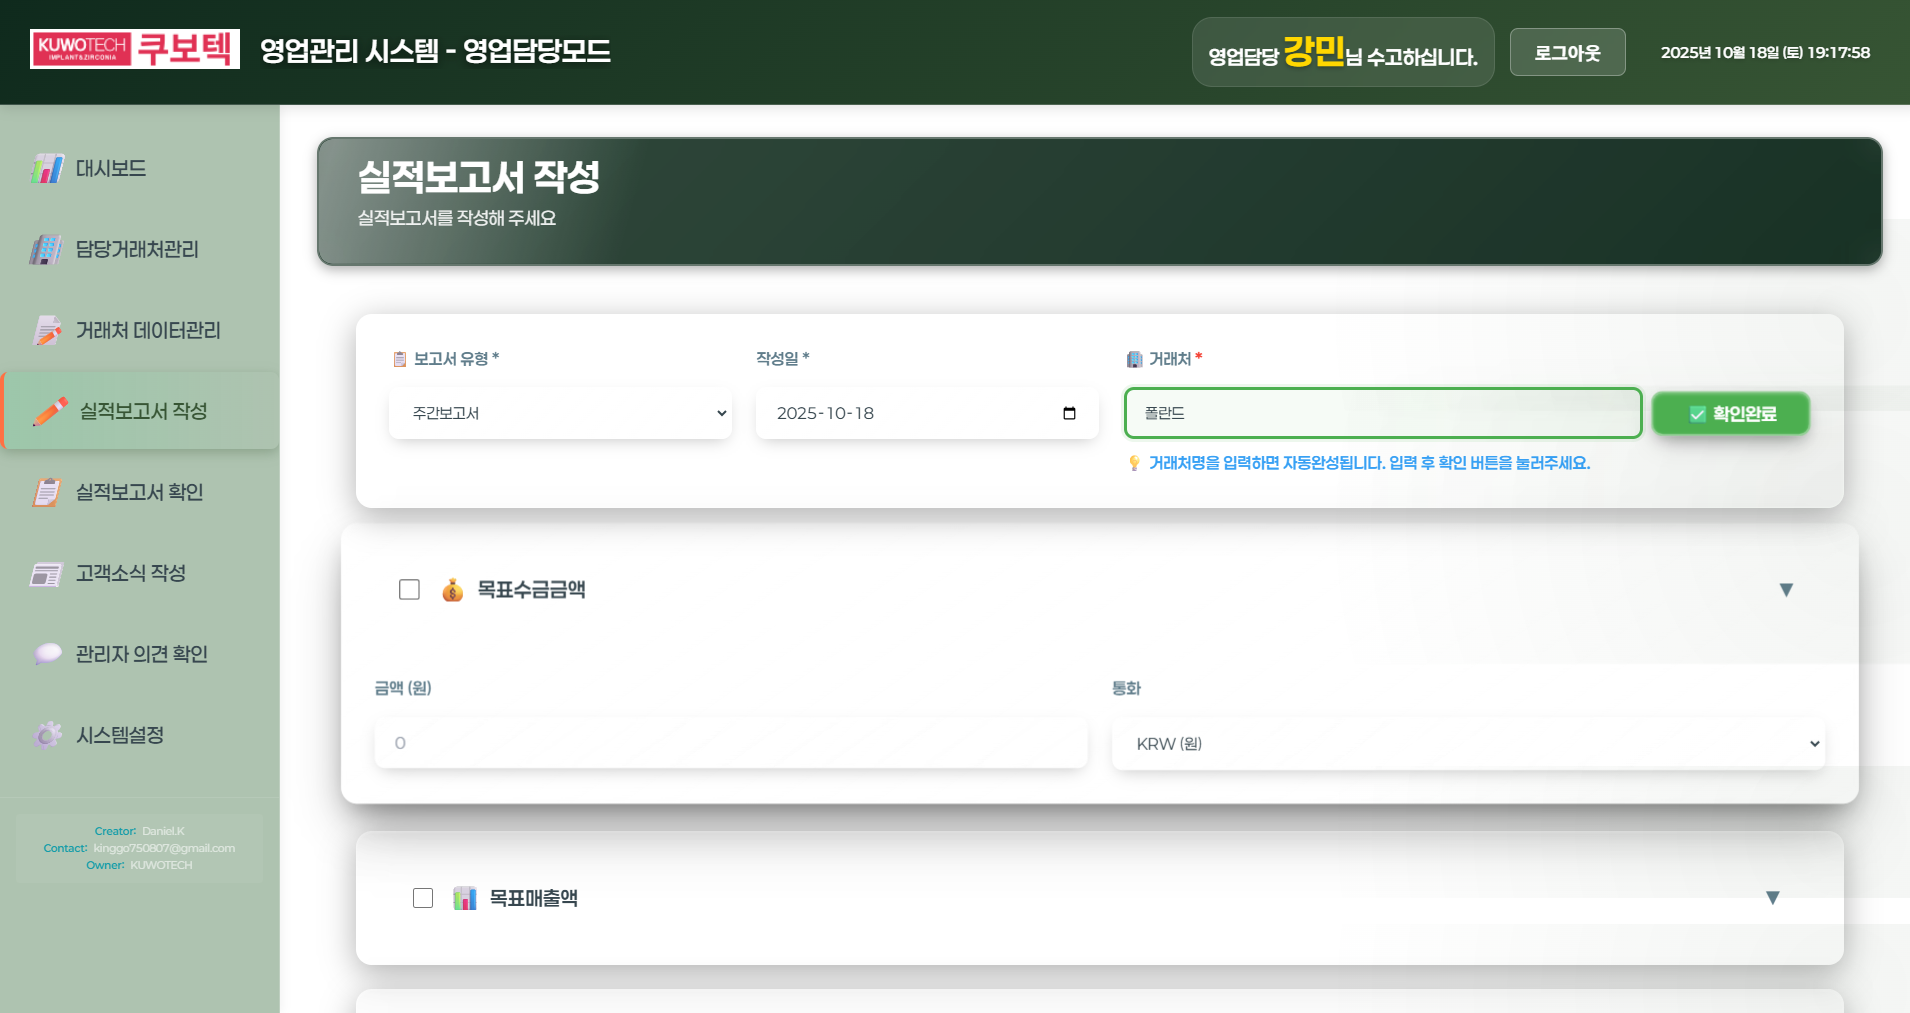 KUWOTECH
IMPLANT&ZIRCONIA
쿠보텍
영업관리 시스템 - 영업담당모드
영업담당 강민님 수고하십니다.
로그아웃
2025년 10월 18일 (토) 19:17:58
대시보드
담당거래처관리
거래처 데이터관리
실적보고서 작성
실적보고서 확인
고객소식 작성
관리자 의견 확인
시스템설정
Creator: Daniel.K
Contact: kinggo750807@gmail.com
Owner: KUWOTECH
실적보고서 작성
실적보고서를 작성해 주세요
보고서 유형 *
작성일 *
거래처 *
주간보고서
2025-10-18
폴란드
확인완료
거래처명을 입력하면 자동완성됩니다. 입력 후 확인 버튼을 눌러주세요.
목표수금금액
▼
금액 (원)
통화
0
KRW (원)
목표매출액
▼